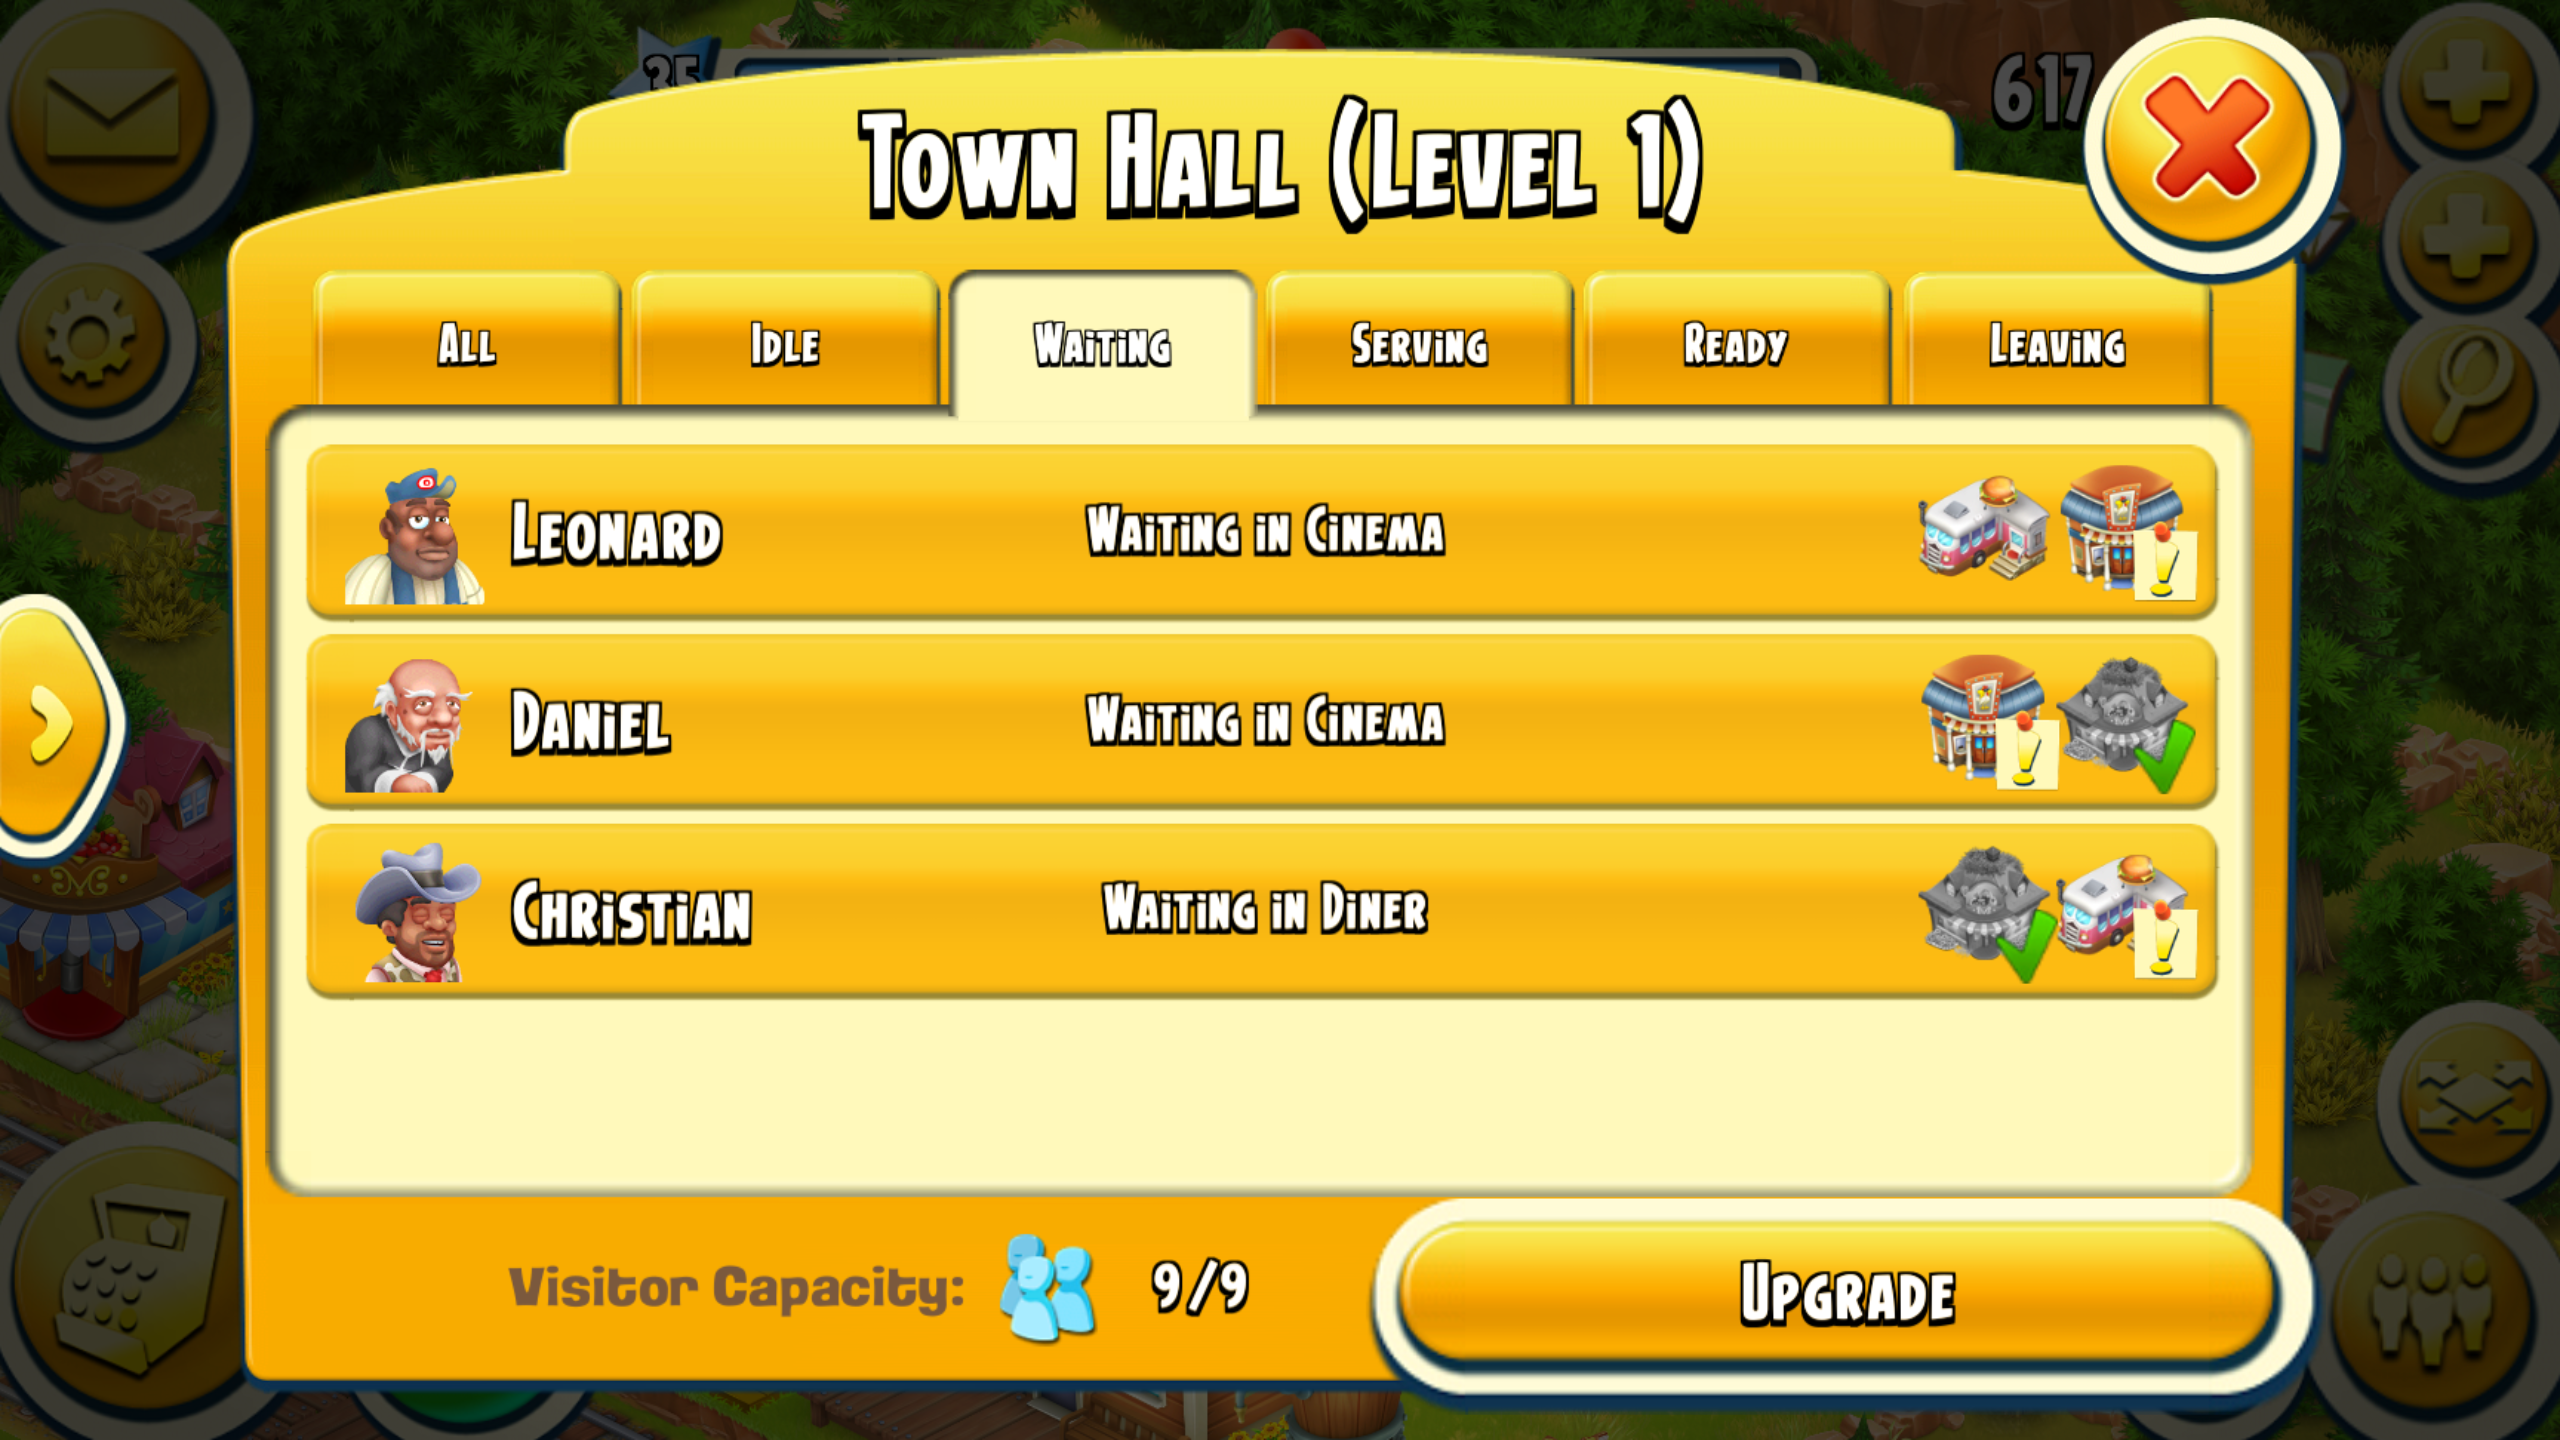 35
617
Town Hall (Level 1)
All
Idle
Waiting
Serving
Ready
Leaving
Leonard
Waiting in Cinema
Daniel
Waiting in Cinema
Christian
Waiting in Diner
Visitor Capacity:
9/9
Upgrade